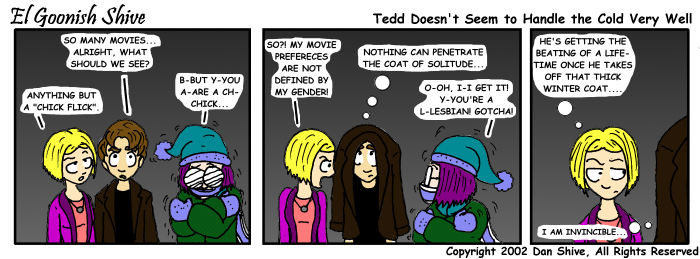 El Goonish Shive
Tedd Doesn't Seem to Handle the Cold Very Well
SO MANY MOVIES...
ALRIGHT, WHAT
SHOULD WE SEE?
ANYTHING BUT
A "CHICK FLICK".
B-BUT Y-YOU
A-ARE A CH-
CHICK...
SO?! MY MOVIE
PREFERECES
ARE NOT
DEFINED BY
MY GENDER!
NOTHING CAN PENETRATE
THE COAT OF SOLITUDE...
O-OH, I-I GET IT!
Y-YOU'RE A
L-LESBIAN! GOTCHA!
HE'S GETTING THE
BEATING OF A LIFE-
TIME ONCE HE TAKES
OFF THAT THICK
WINTER COAT....
I AM INVINCIBLE...
Copyright 2002 Dan Shive, All Rights Reserved